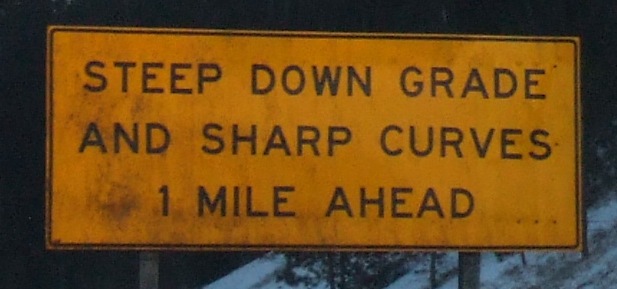 STEEP DOWN GRADE
AND SHARP CURVES
1 MILE AHEAD